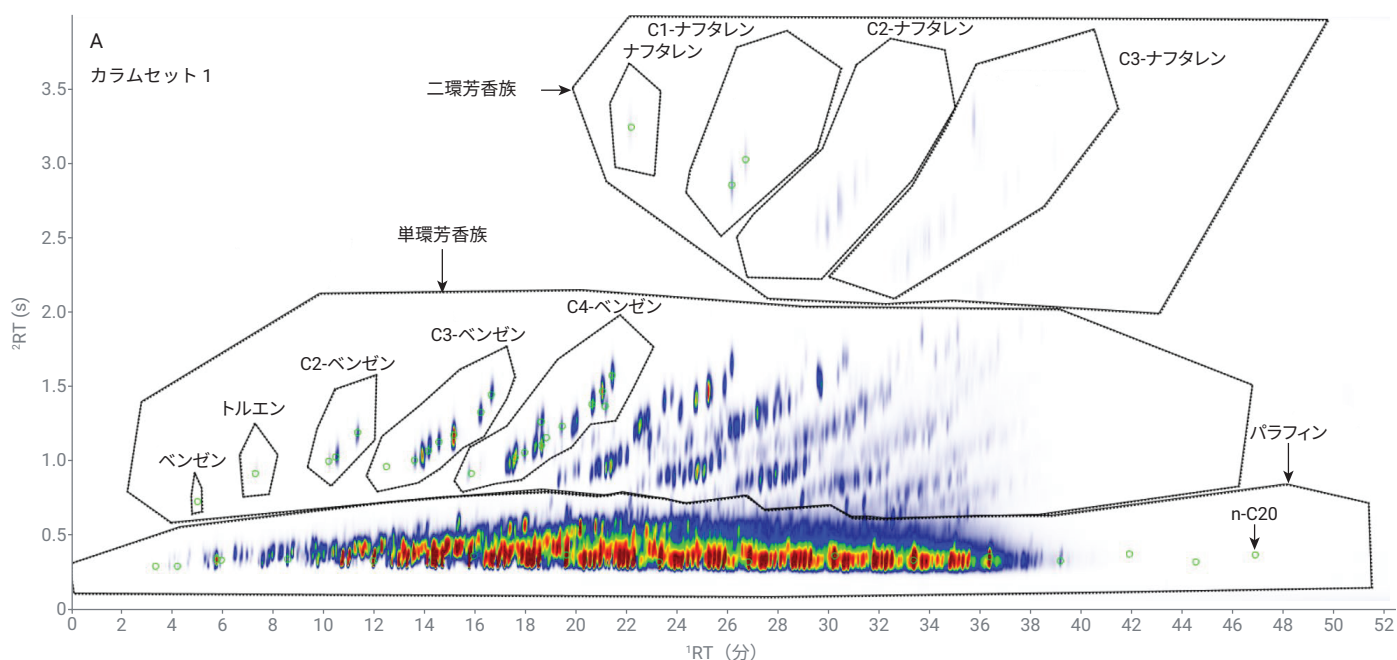 A
カラムセット 1
C1-ナフタレン
ナフタレン
C2-ナフタレン
C3-ナフタレン
二環芳香族
単環芳香族
C4-ベンゼン
C3-ベンゼン
C2-ベンゼン
トルエン
ベンゼン
パラフィン
n-C20
²RT (s)
3.5
3.0
2.5
2.0
1.5
1.0
0.5
0
0 2 4 6 8 10 12 14 16 18 20 22 24 26 28 30 32 34 36 38 40 42 44 46 48 50 52
¹RT（分）